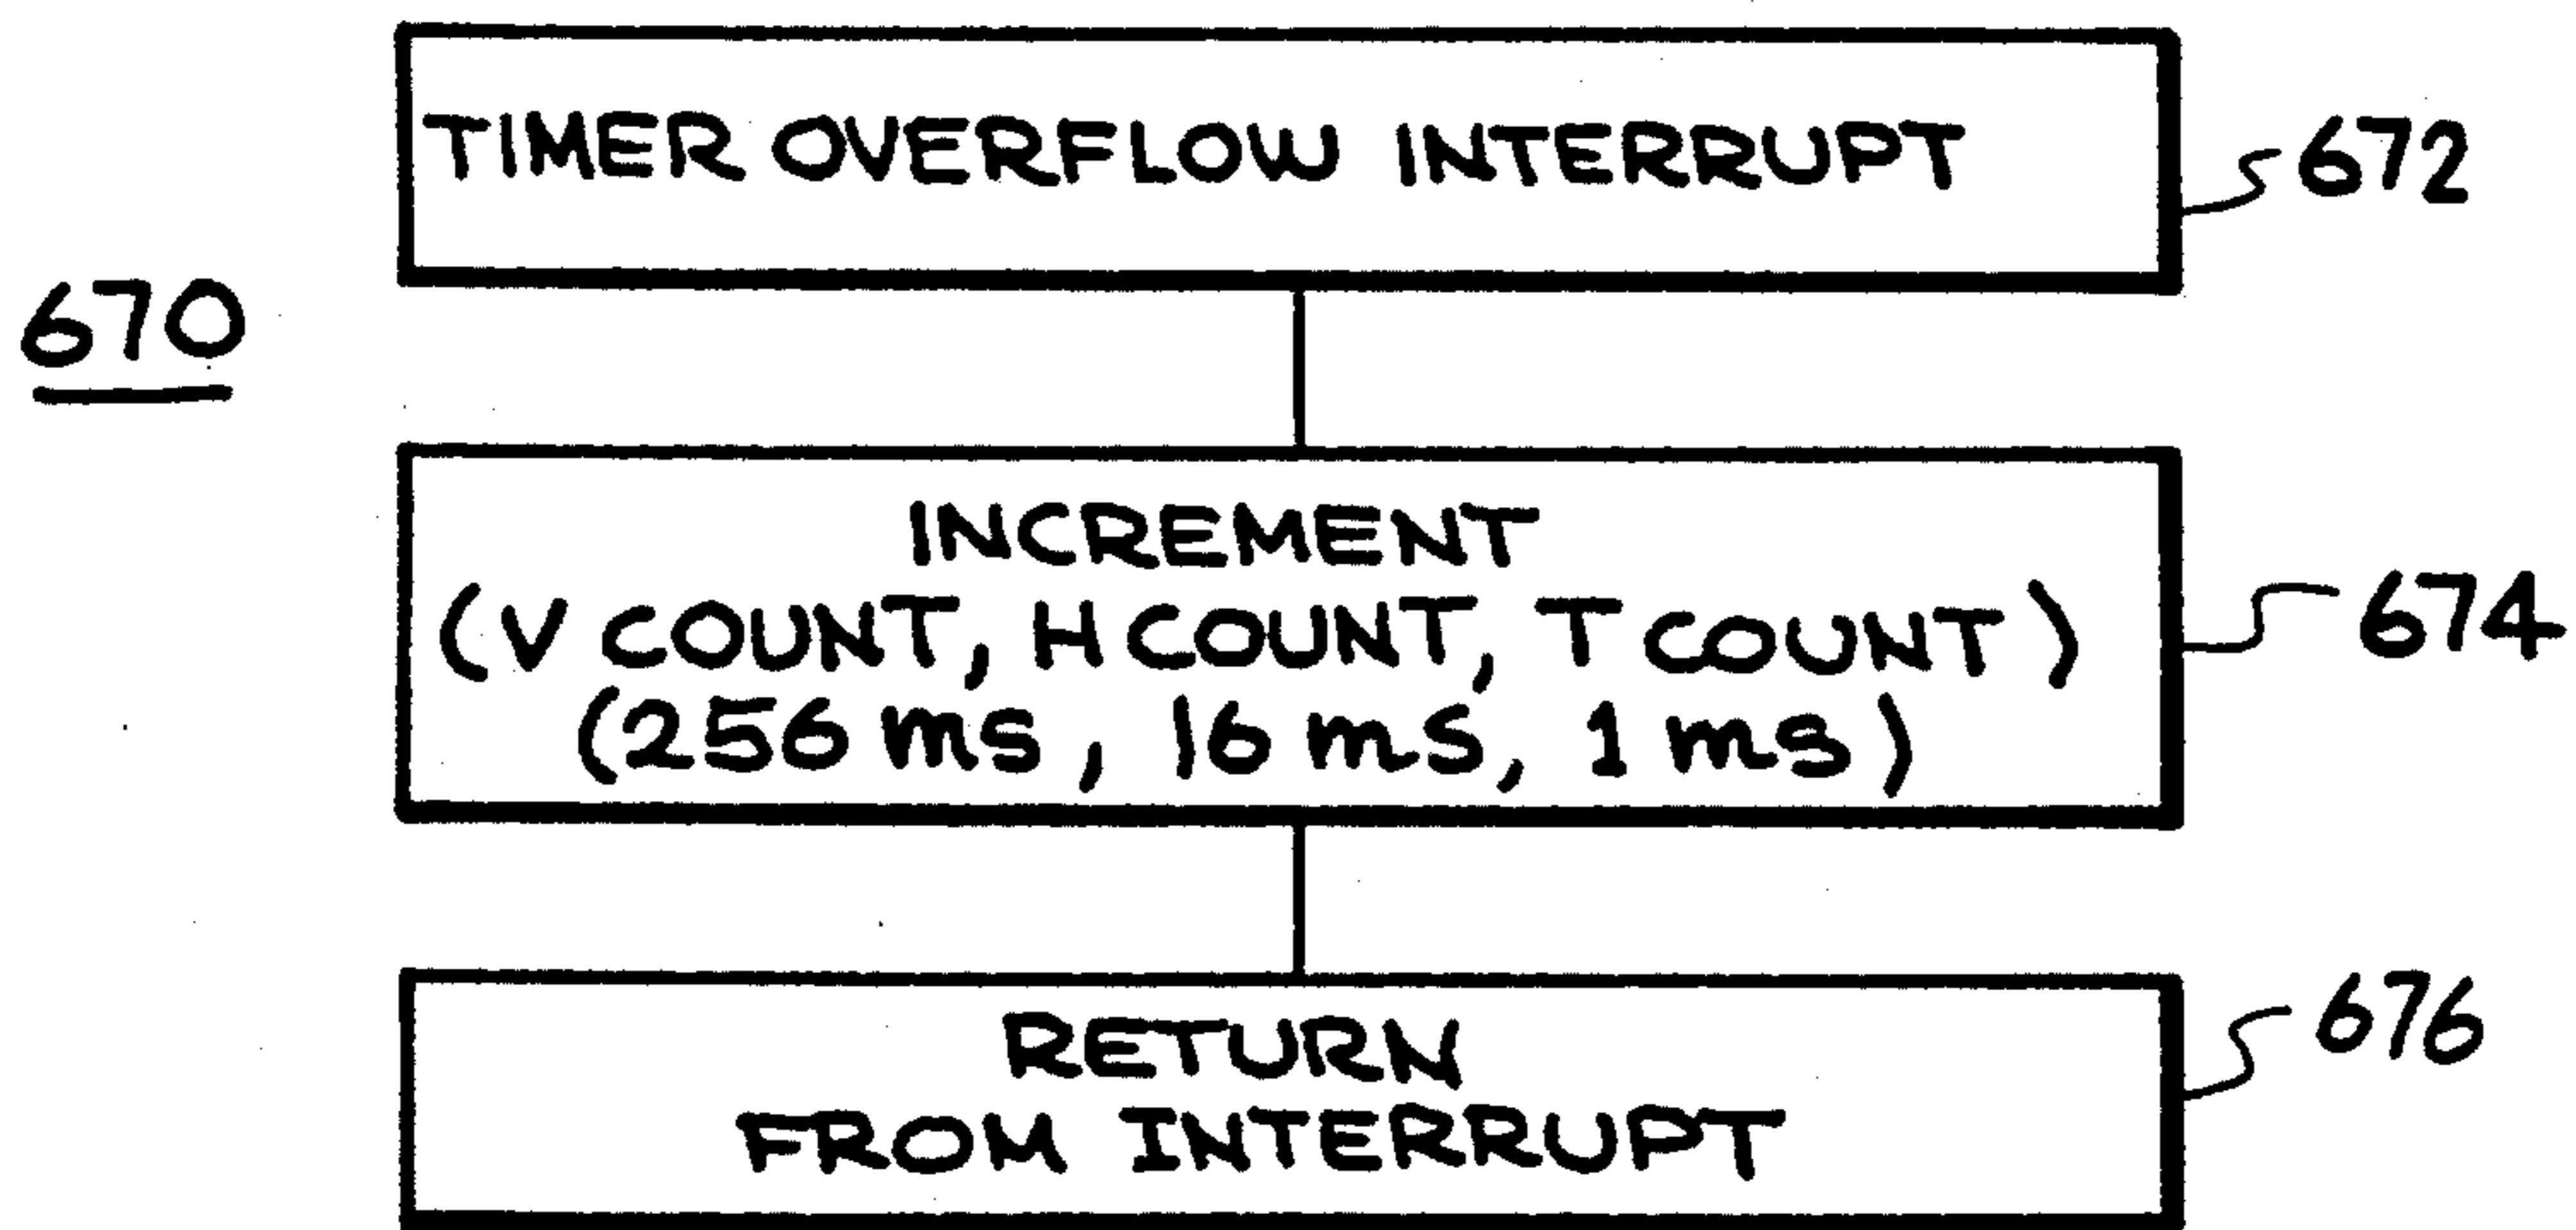 TIMER OVERFLOW INTERRUPT
672
670
INCREMENT
(V COUNT, H COUNT, T COUNT)
(256 ms, 16 ms, 1 ms)
674
RETURN
FROM INTERRUPT
676